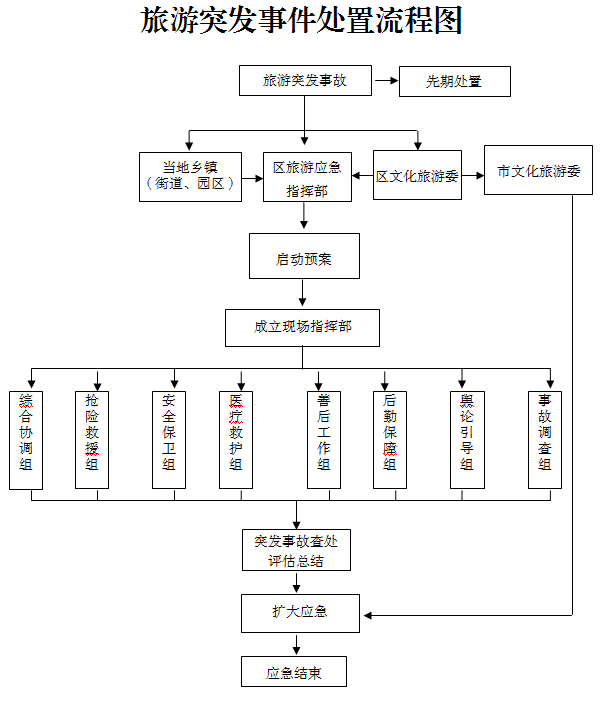 旅游突发事件处置流程图
旅游突发事故
先期处置
当地乡镇
（街道、园区）
区旅游应急
指挥部
区文化旅游委
市文化旅游委
启动预案
成立现场指挥部
综合协调组
抢险救援组
安全保卫组
医疗救护组
善后工作组
后勤保障组
舆论引导组
事故调查组
突发事故查处
评估总结
扩大应急
应急结束